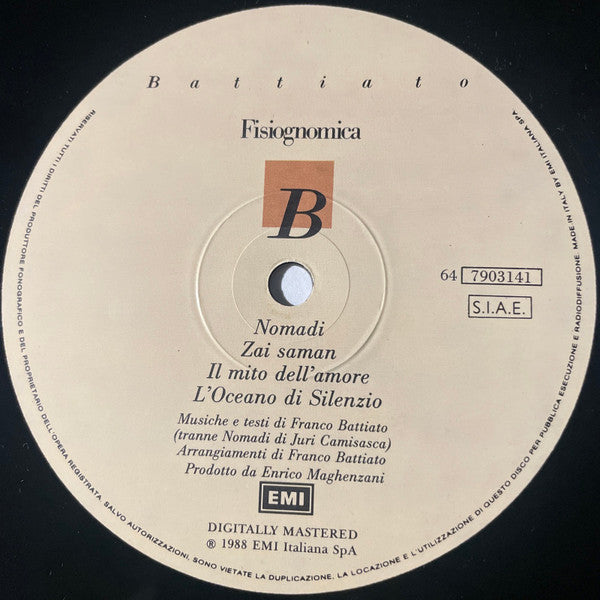 Battiato
Fisiognomica
B
64 7903141
S.I.A.E.
Nomadi
Zai saman
Il mito dell'amore
L'Oceano di Silenzio
Musiche e testi di Franco Battiato
(tranne Nomadi di Juri Camisasca)
Arrangiamenti di Franco Battiato
Prodotto da Enrico Maghenzani
EMI
DIGITALLY MASTERED
℗ 1988 EMI Italiana SpA
RISERVATI TUTTI I DIRITTI DEL PRODUTTORE FONOGRAFICO E DEL PROPRIETARIO DELL'OPERA REGISTRATA. SALVO AUTORIZZAZIONI, SONO VIETATE LA DUPLICAZIONE, LA LOCAZIONE E L'UTILIZZAZIONE DI QUESTO DISCO PER PUBBLICA ESECUZIONE E RADIODIFFUSIONE. MADE IN ITALY BY EMI ITALIANA SPA